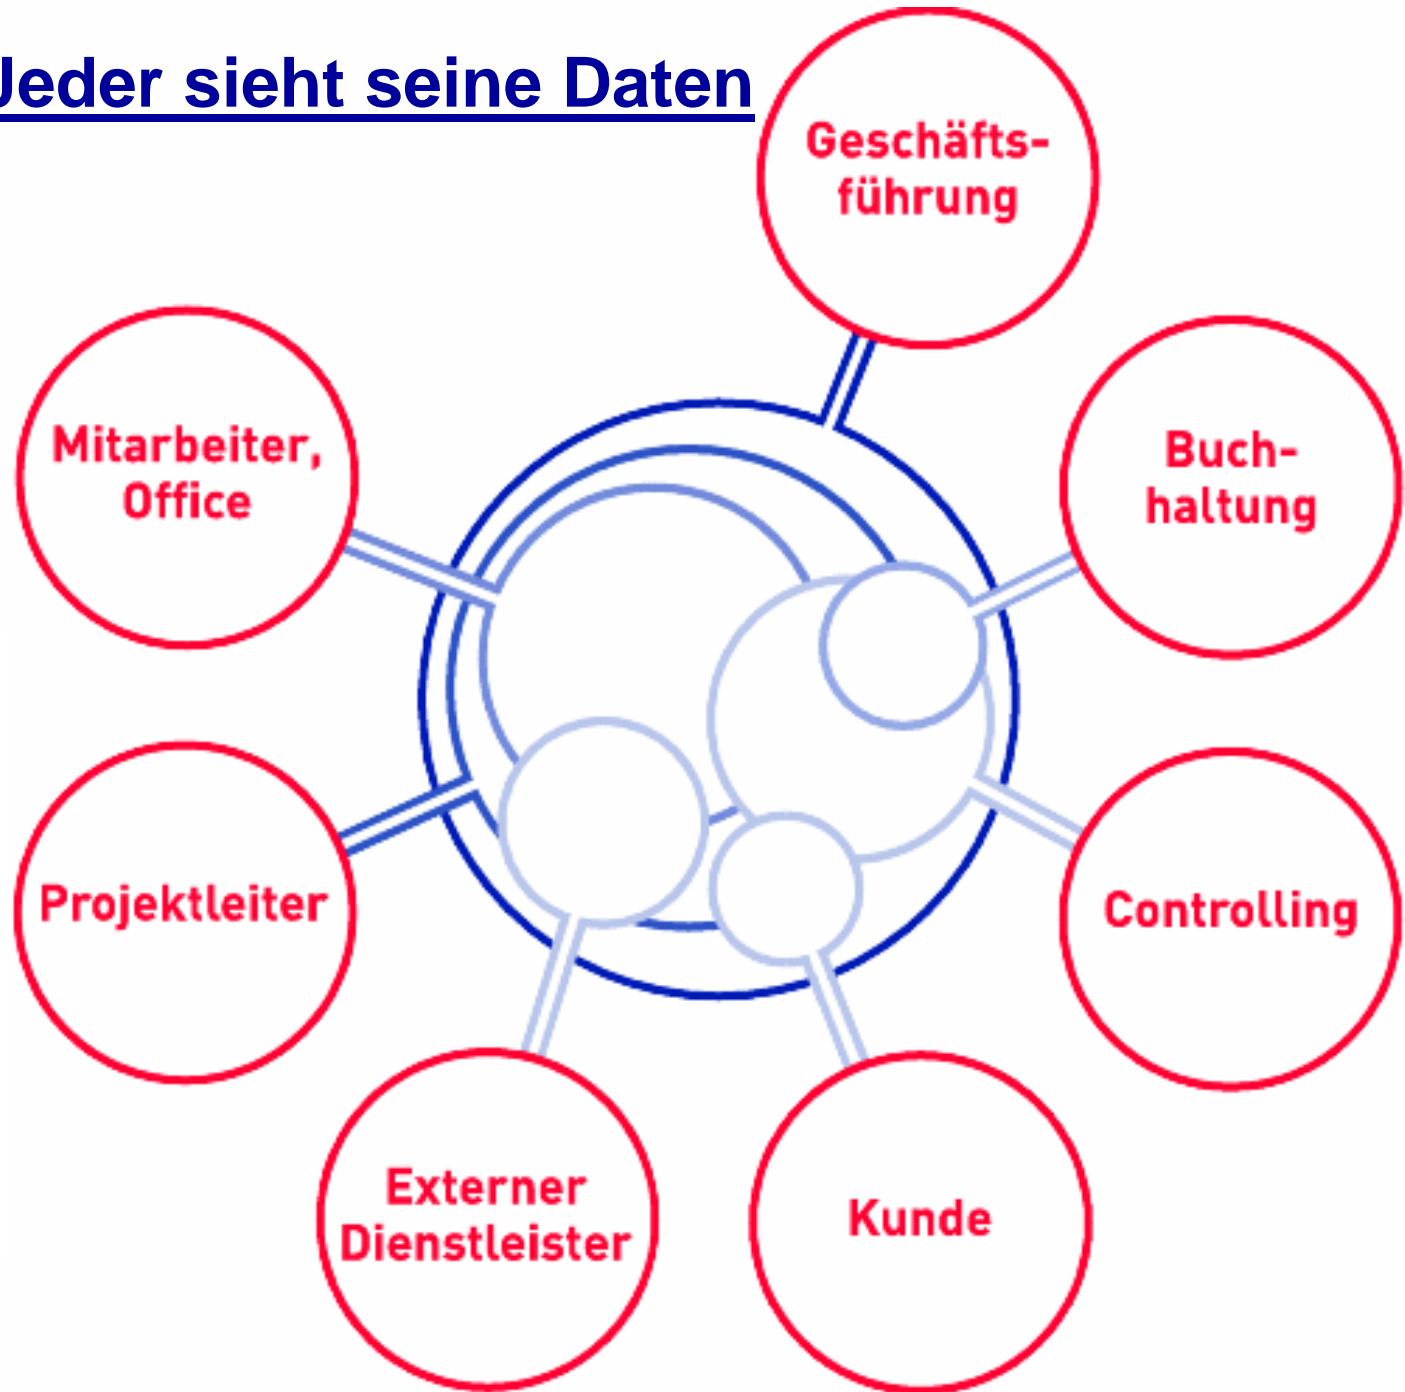 Jeder sieht seine Daten
Geschäfts-
führung
Buch-
haltung
Mitarbeiter,
Office
Controlling
Projektleiter
Externer
Dienstleister
Kunde